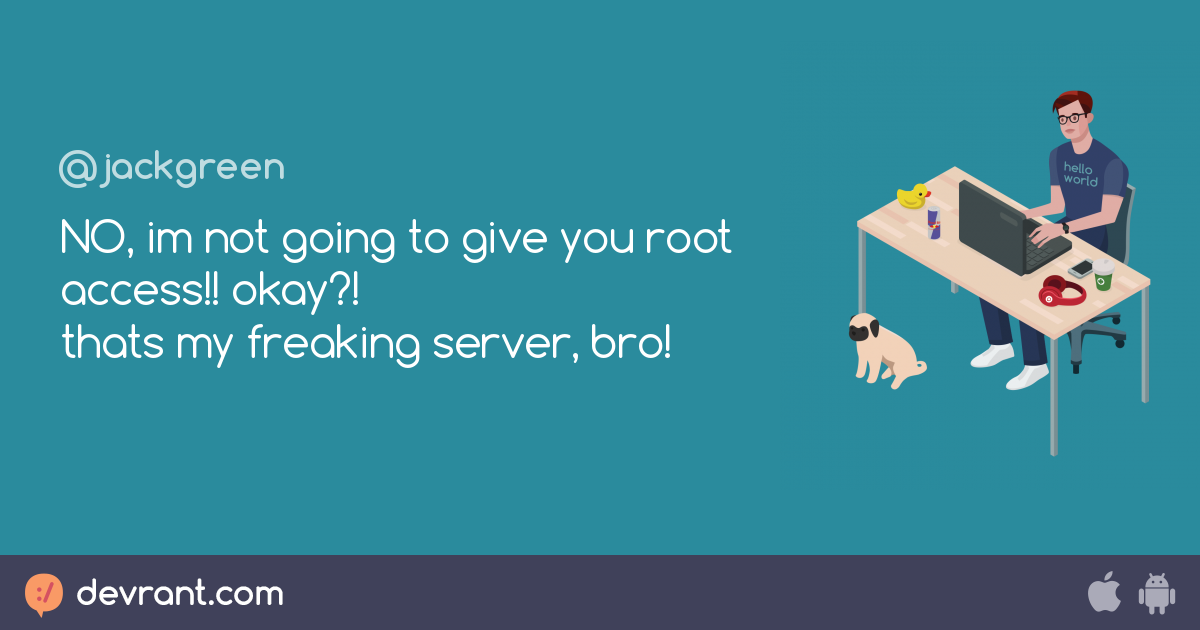 @jackgreen
NO, im not going to give you root
access!! okay?!
thats my freaking server, bro!
hello
world
:/
devrant.com